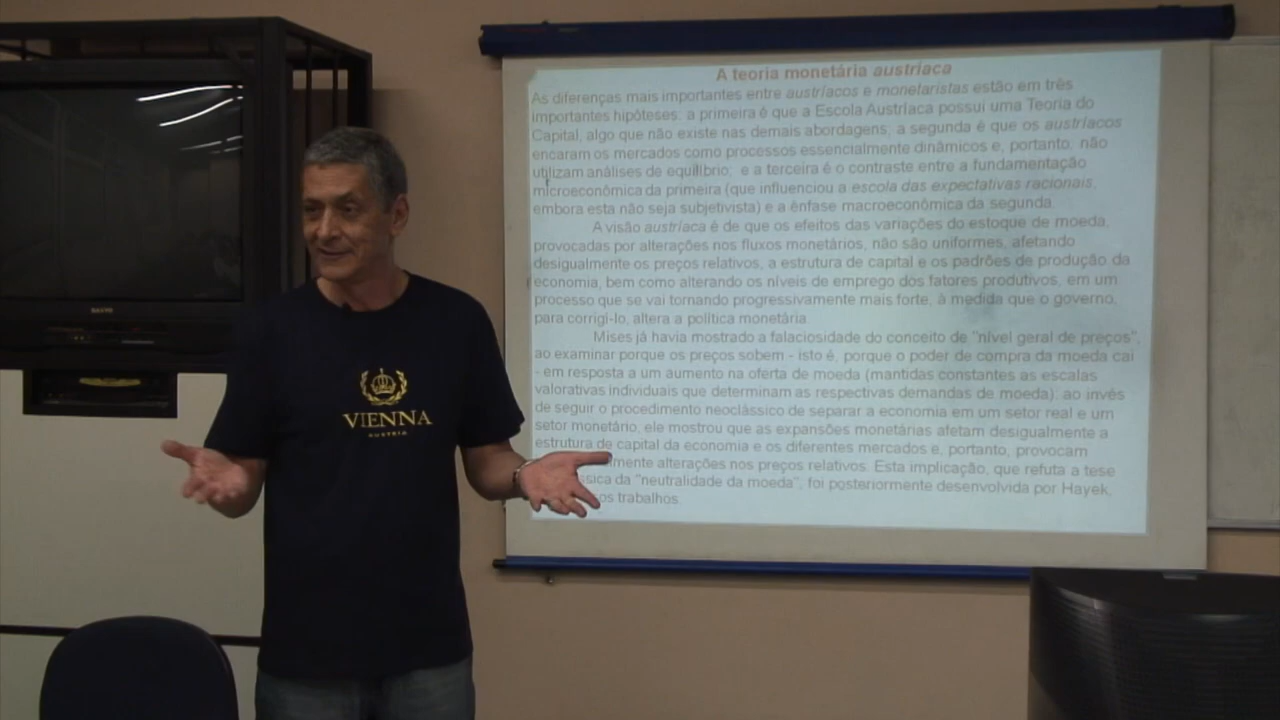 A teoria monetária austríaca
As diferenças mais importantes entre austríacos e monetaristas estão em três
importantes hipóteses: a primeira é que a Escola Austríaca possui uma Teoria do
Capital, algo que não existe nas demais abordagens; a segunda é que os austríacos
encaram os mercados como processos essencialmente dinâmicos e, portanto, não
utilizam análises de equilíbrio; e a terceira é o contraste entre a fundamentação
microeconômica da primeira (que influenciou a escola das expectativas racionais,
embora esta não seja subjetivista) e a ênfase macroeconômica da segunda.
A visão austríaca é de que os efeitos das variações do estoque de moeda,
provocadas por alterações nos fluxos monetários, não são uniformes, afetando
desigualmente os preços relativos, a estrutura de capital e os padrões de produção da
economia, bem como alterando os níveis de emprego dos fatores produtivos, em um
processo que se vai tornando progressivamente mais forte, à medida que o governo,
para corrigi-lo, altera a política monetária.
Mises já havia mostrado a falaciosidade do conceito de "nível geral de preços",
ao examinar porque os preços sobem - isto é, porque o poder de compra da moeda cai
- em resposta a um aumento na oferta de moeda (mantidas constantes as escalas
valorativas individuais que determinam as respectivas demandas de moeda): ao invés
de seguir o procedimento neoclássico de separar a economia em um setor real e um
setor monetário, ele mostrou que as expansões monetárias afetam desigualmente a
estrutura de capital da economia e os diferentes mercados e, portanto, provocam
alterações nos preços relativos. Esta implicação, que refuta a tese
da "neutralidade da moeda", foi posteriormente desenvolvida por Hayek,
os trabalhos.
SANYO
VIENNA
AUSTRIA